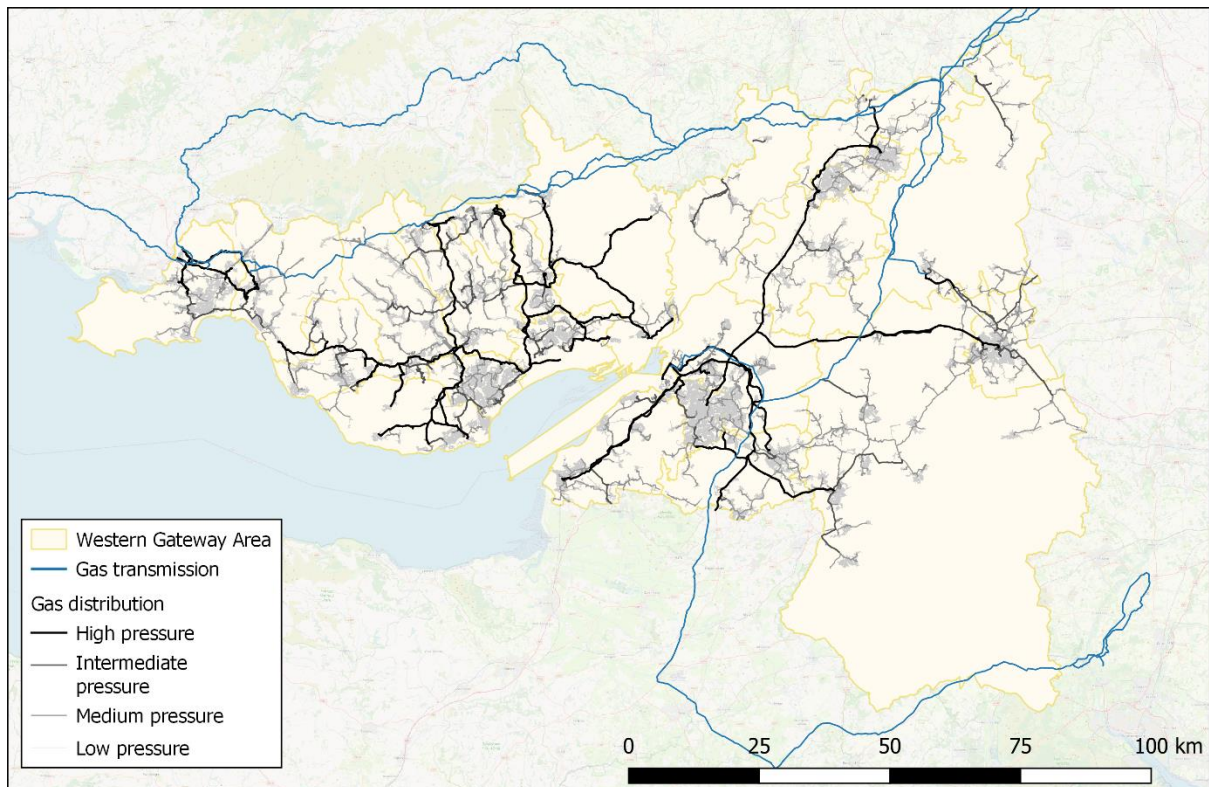 Western Gateway Area
Gas transmission
Gas distribution
High pressure
Intermediate
pressure
Medium pressure
Low pressure
0 25 50 75 100 km